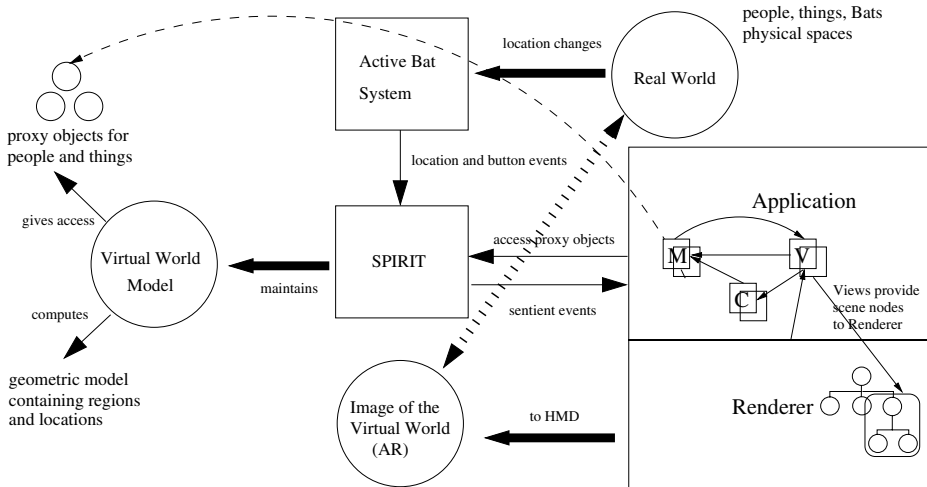 people, things, Bats
physical spaces
location changes
Active Bat
System
Real World
proxy objects for
people and things
location and button events
Application
gives access
Virtual World
Model
maintains
SPIRIT
access proxy objects
sentient events
M
V
C
Views provide
scene nodes
to Renderer
computes
geometric model
containing regions
and locations
Image of the
Virtual World
(AR)
to HMD
Renderer